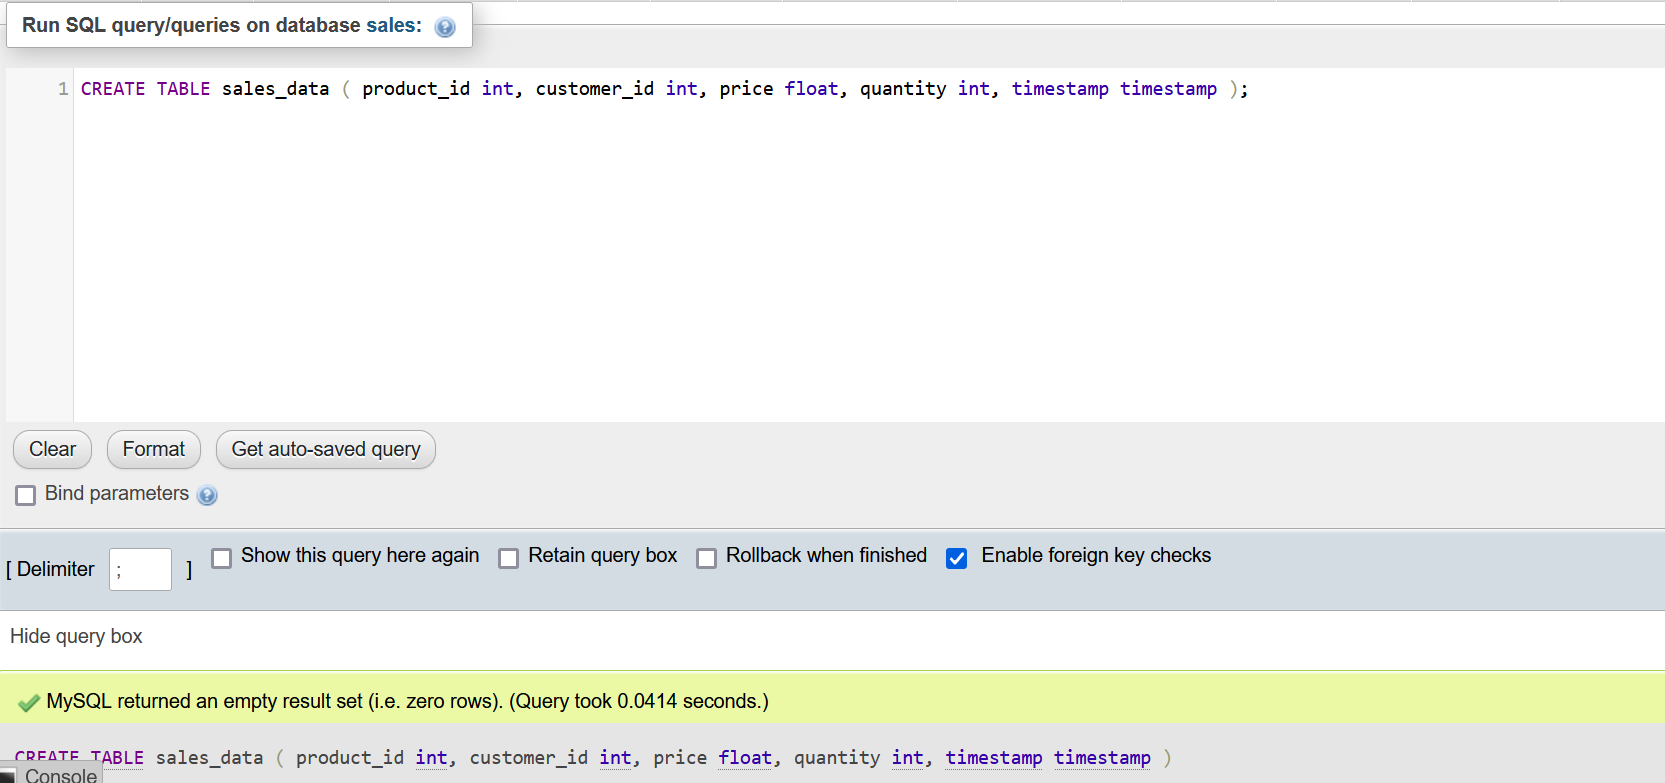 Run SQL query/queries on database sales:
1 CREATE TABLE sales_data ( product_id int, customer_id int, price float, quantity int, timestamp timestamp );
Clear Format Get auto-saved query
Bind parameters
[ Delimiter ; ] Show this query here again Retain query box Rollback when finished Enable foreign key checks
Hide query box
MySQL returned an empty result set (i.e. zero rows). (Query took 0.0414 seconds.)
CREATE TABLE sales_data ( product_id int, customer_id int, price float, quantity int, timestamp timestamp )
Console